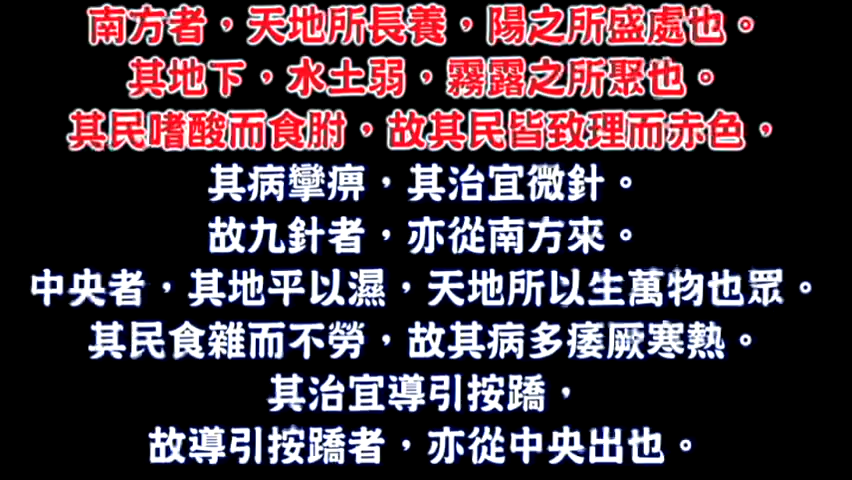 南方者，天地所長養，陽之所盛處也。
其地下，水土弱，霧露之所聚也。
其民嗜酸而食胕，故其民皆致理而赤色，
其病攣痹，其治宜微針。
故九針者，亦從南方來。
中央者，其地平以濕，天地所以生萬物也眾。
其民食雜而不勞，故其病多痿厥寒熱。
其治宜導引按蹻，
故導引按蹻者，亦從中央出也。